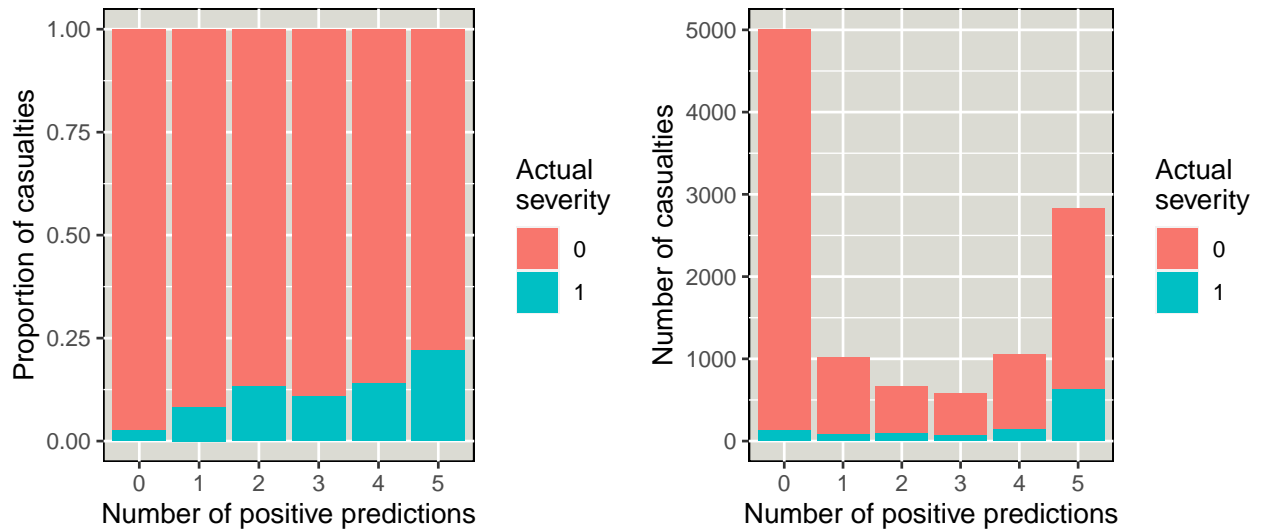 Proportion of casualties
1.00
0.75
0.50
0.25
0.00
0 1 2 3 4 5
Number of positive predictions
Actual
severity
0
1
Number of casualties
5000
4000
3000
2000
1000
0
0 1 2 3 4 5
Number of positive predictions
Actual
severity
0
1